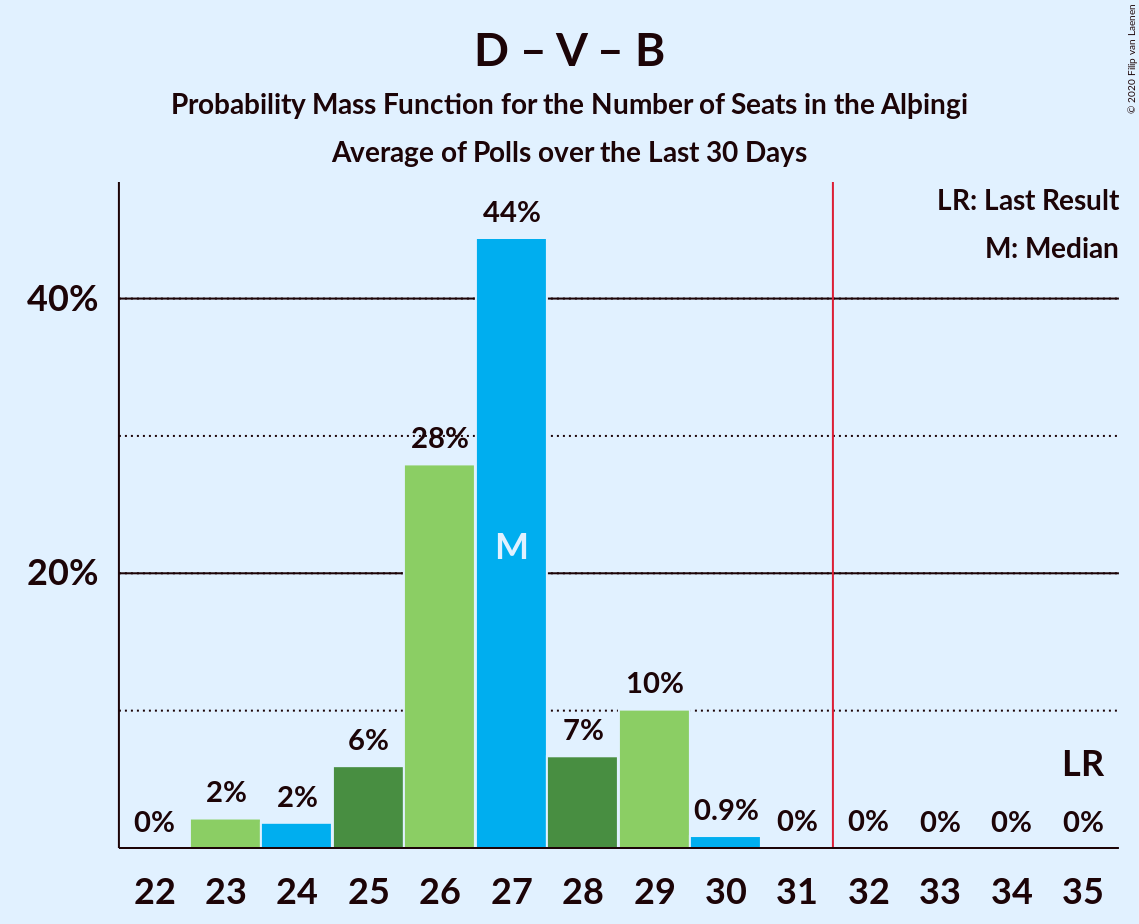 D – V – B
Probability Mass Function for the Number of Seats in the Alþingi
Average of Polls over the Last 30 Days
© 2020 Filip van Laenen
LR: Last Result
M: Median
44%
40%
28%
M
20%
10%
7%
6%
LR
2%
2%
0.9%
0%
0%
0%
0%
0%
0%
22 23 24 25 26 27 28 29 30 31 32 33 34 35